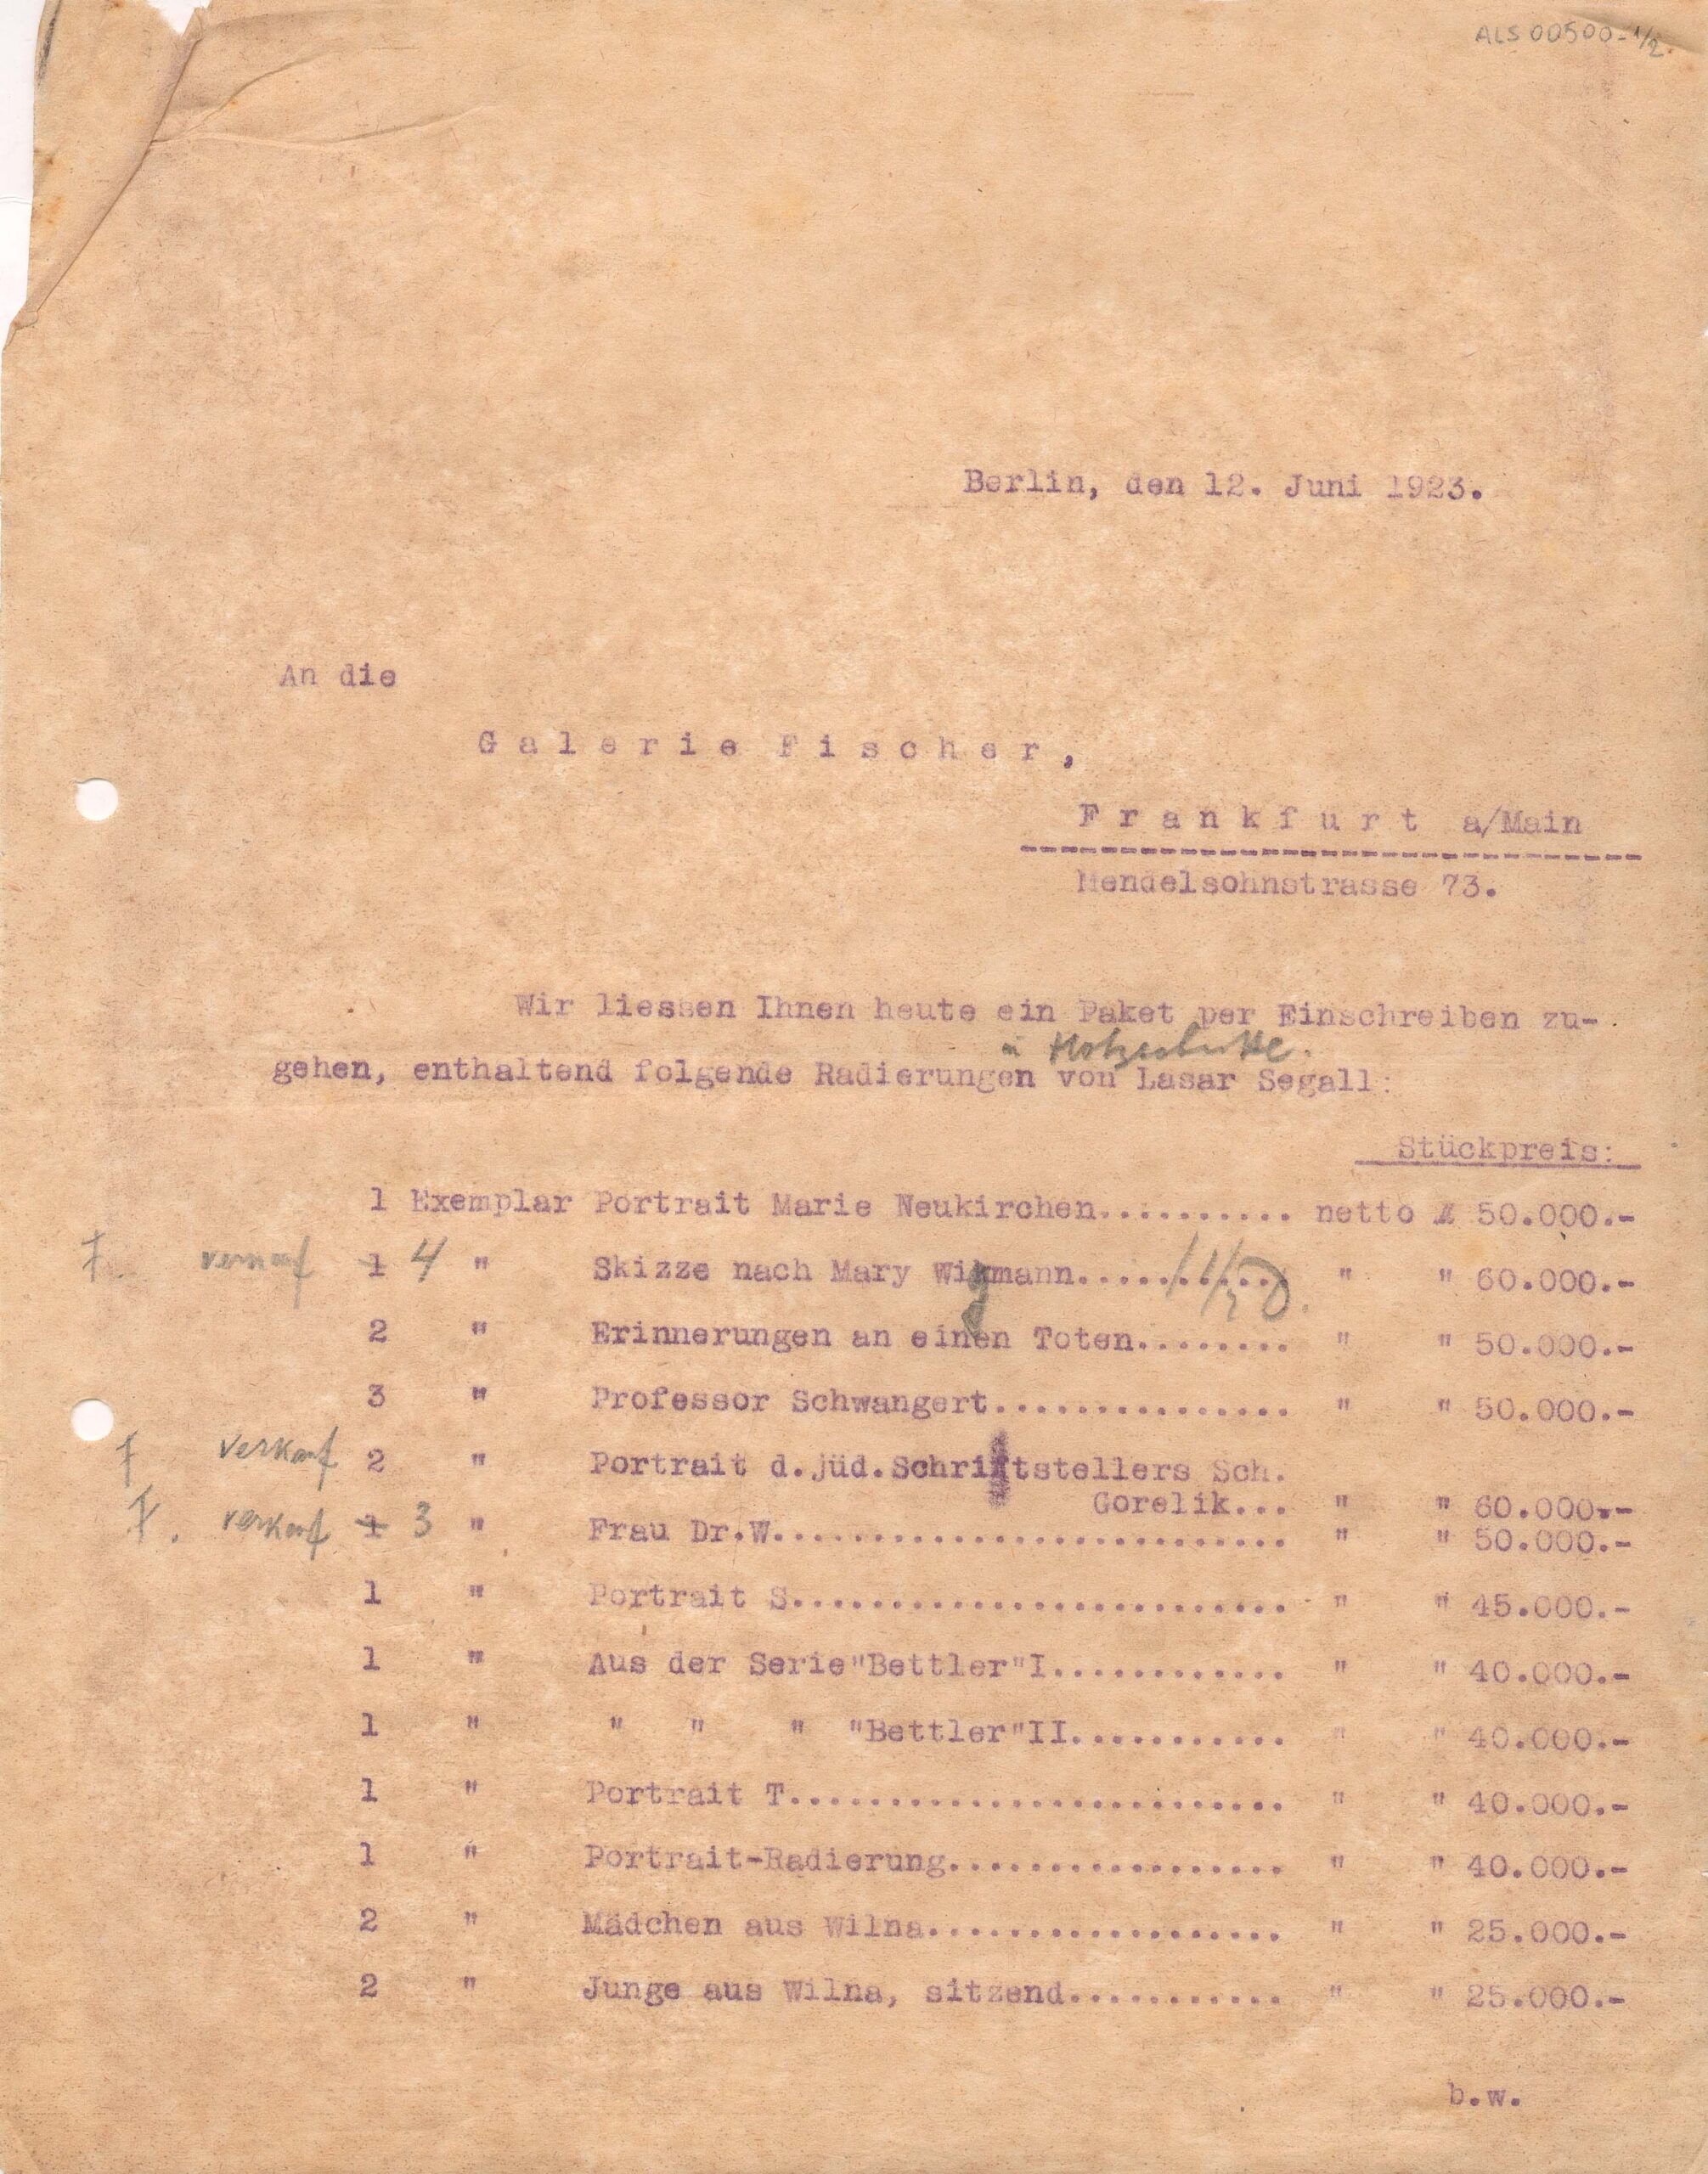 ALS 00500-1/2
Berlin, den 12. Juni 1923.
An die
Galerie Fischer,
Frankfurt a/Main
Mendelsohnstrasse 73.
Wir liessen Ihnen heute ein Paket per Einschreiben zu-
u Holzschnitte.
gehen, enthaltend folgende Radierungen von Lasar Segall:
Stückpreis:
1 Exemplar Portrait Marie Neukirchen.......... netto M 50.000.-
F. verkauf 1 4 " Skizze nach Mary Wigmann.......... " " 60.000.-
2 " Erinnerungen an einen Toten........ " " 50.000.-
3 " Professor Schwangert............... " " 50.000.-
F verkauf 2 " Portrait d.jüd.Schriftstellers Sch.
Gorelik... " " 60.000.-
F. verkauf 1 3 " Frau Dr.W.......................... " " 50.000.-
1 " Portrait S......................... " " 45.000.-
1 " Aus der Serie"Bettler"I............ " " 40.000.-
1 " " " " "Bettler"II........... " " 40.000.-
1 " Portrait T......................... " " 40.000.-
1 " Portrait-Radierung................. " " 40.000.-
2 " Mädchen aus Wilna.................. " " 25.000.-
2 " Junge aus Wilna, sitzend........... " " 25.000.-
b.w.